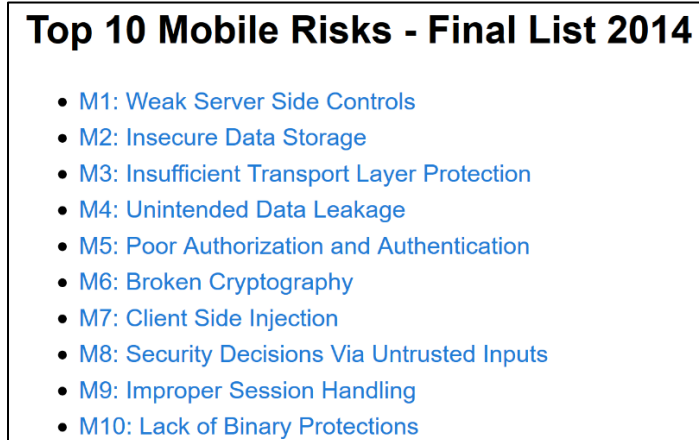 Top 10 Mobile Risks - Final List 2014
• M1: Weak Server Side Controls
• M2: Insecure Data Storage
• M3: Insufficient Transport Layer Protection
• M4: Unintended Data Leakage
• M5: Poor Authorization and Authentication
• M6: Broken Cryptography
• M7: Client Side Injection
• M8: Security Decisions Via Untrusted Inputs
• M9: Improper Session Handling
• M10: Lack of Binary Protections